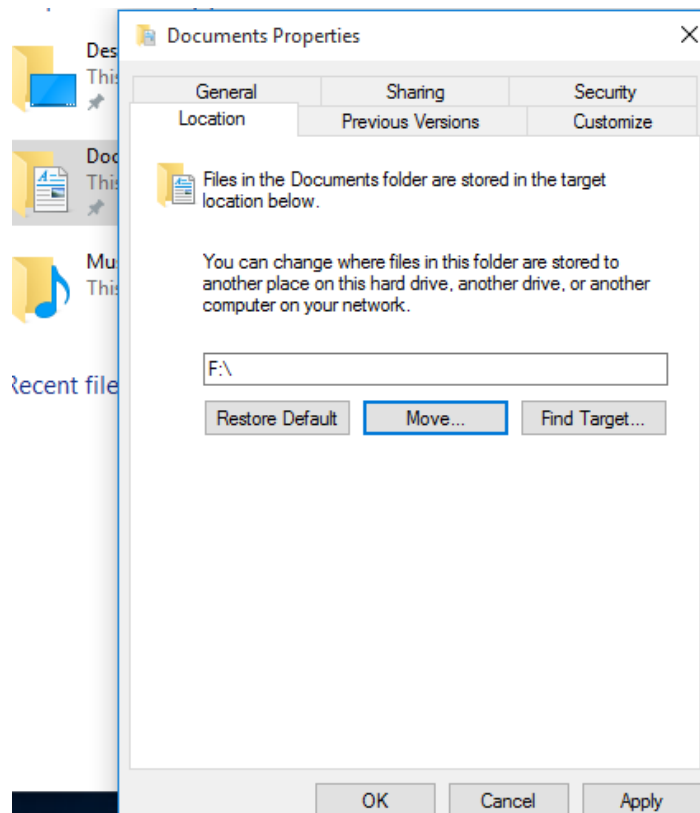 Documents Properties
General Sharing Security
Location Previous Versions Customize
Files in the Documents folder are stored in the target
location below.
You can change where files in this folder are stored to
another place on this hard drive, another drive, or another
computer on your network.
F:\
Restore Default Move... Find Target...
OK Cancel Apply
Des
This
Doc
This
Mu
This
Recent file